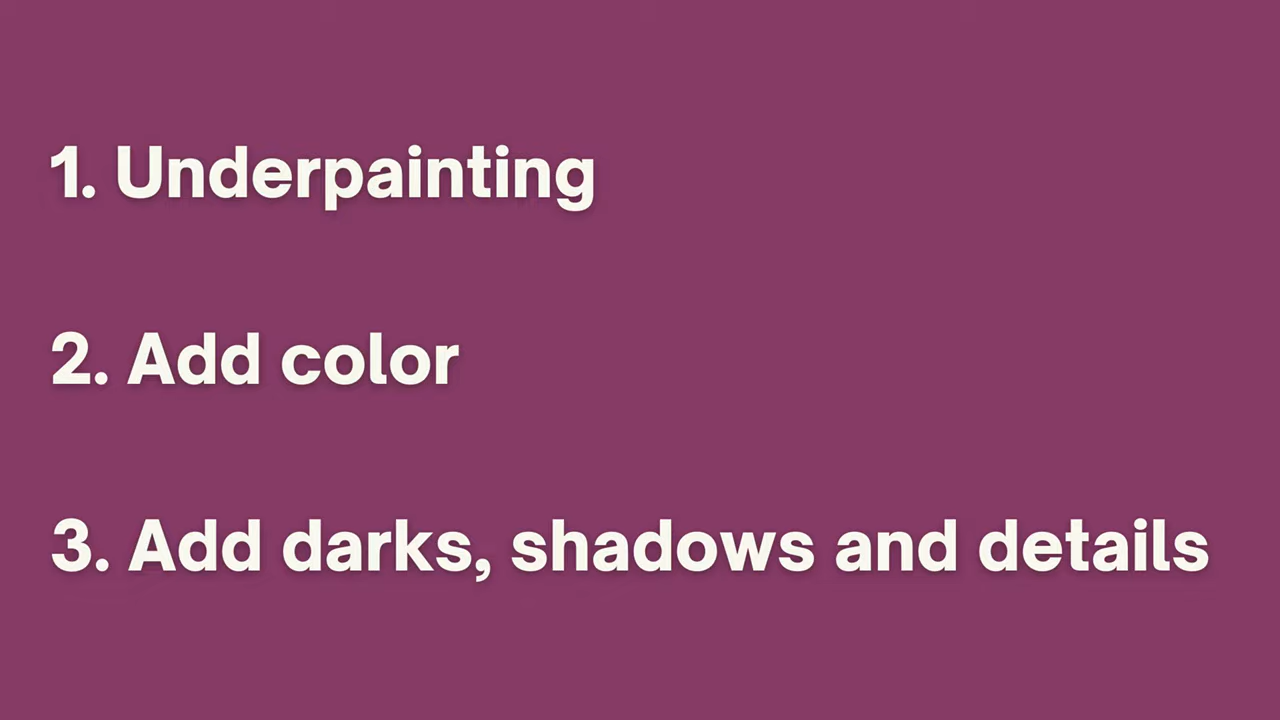 1. Underpainting
2. Add color
3. Add darks, shadows and details